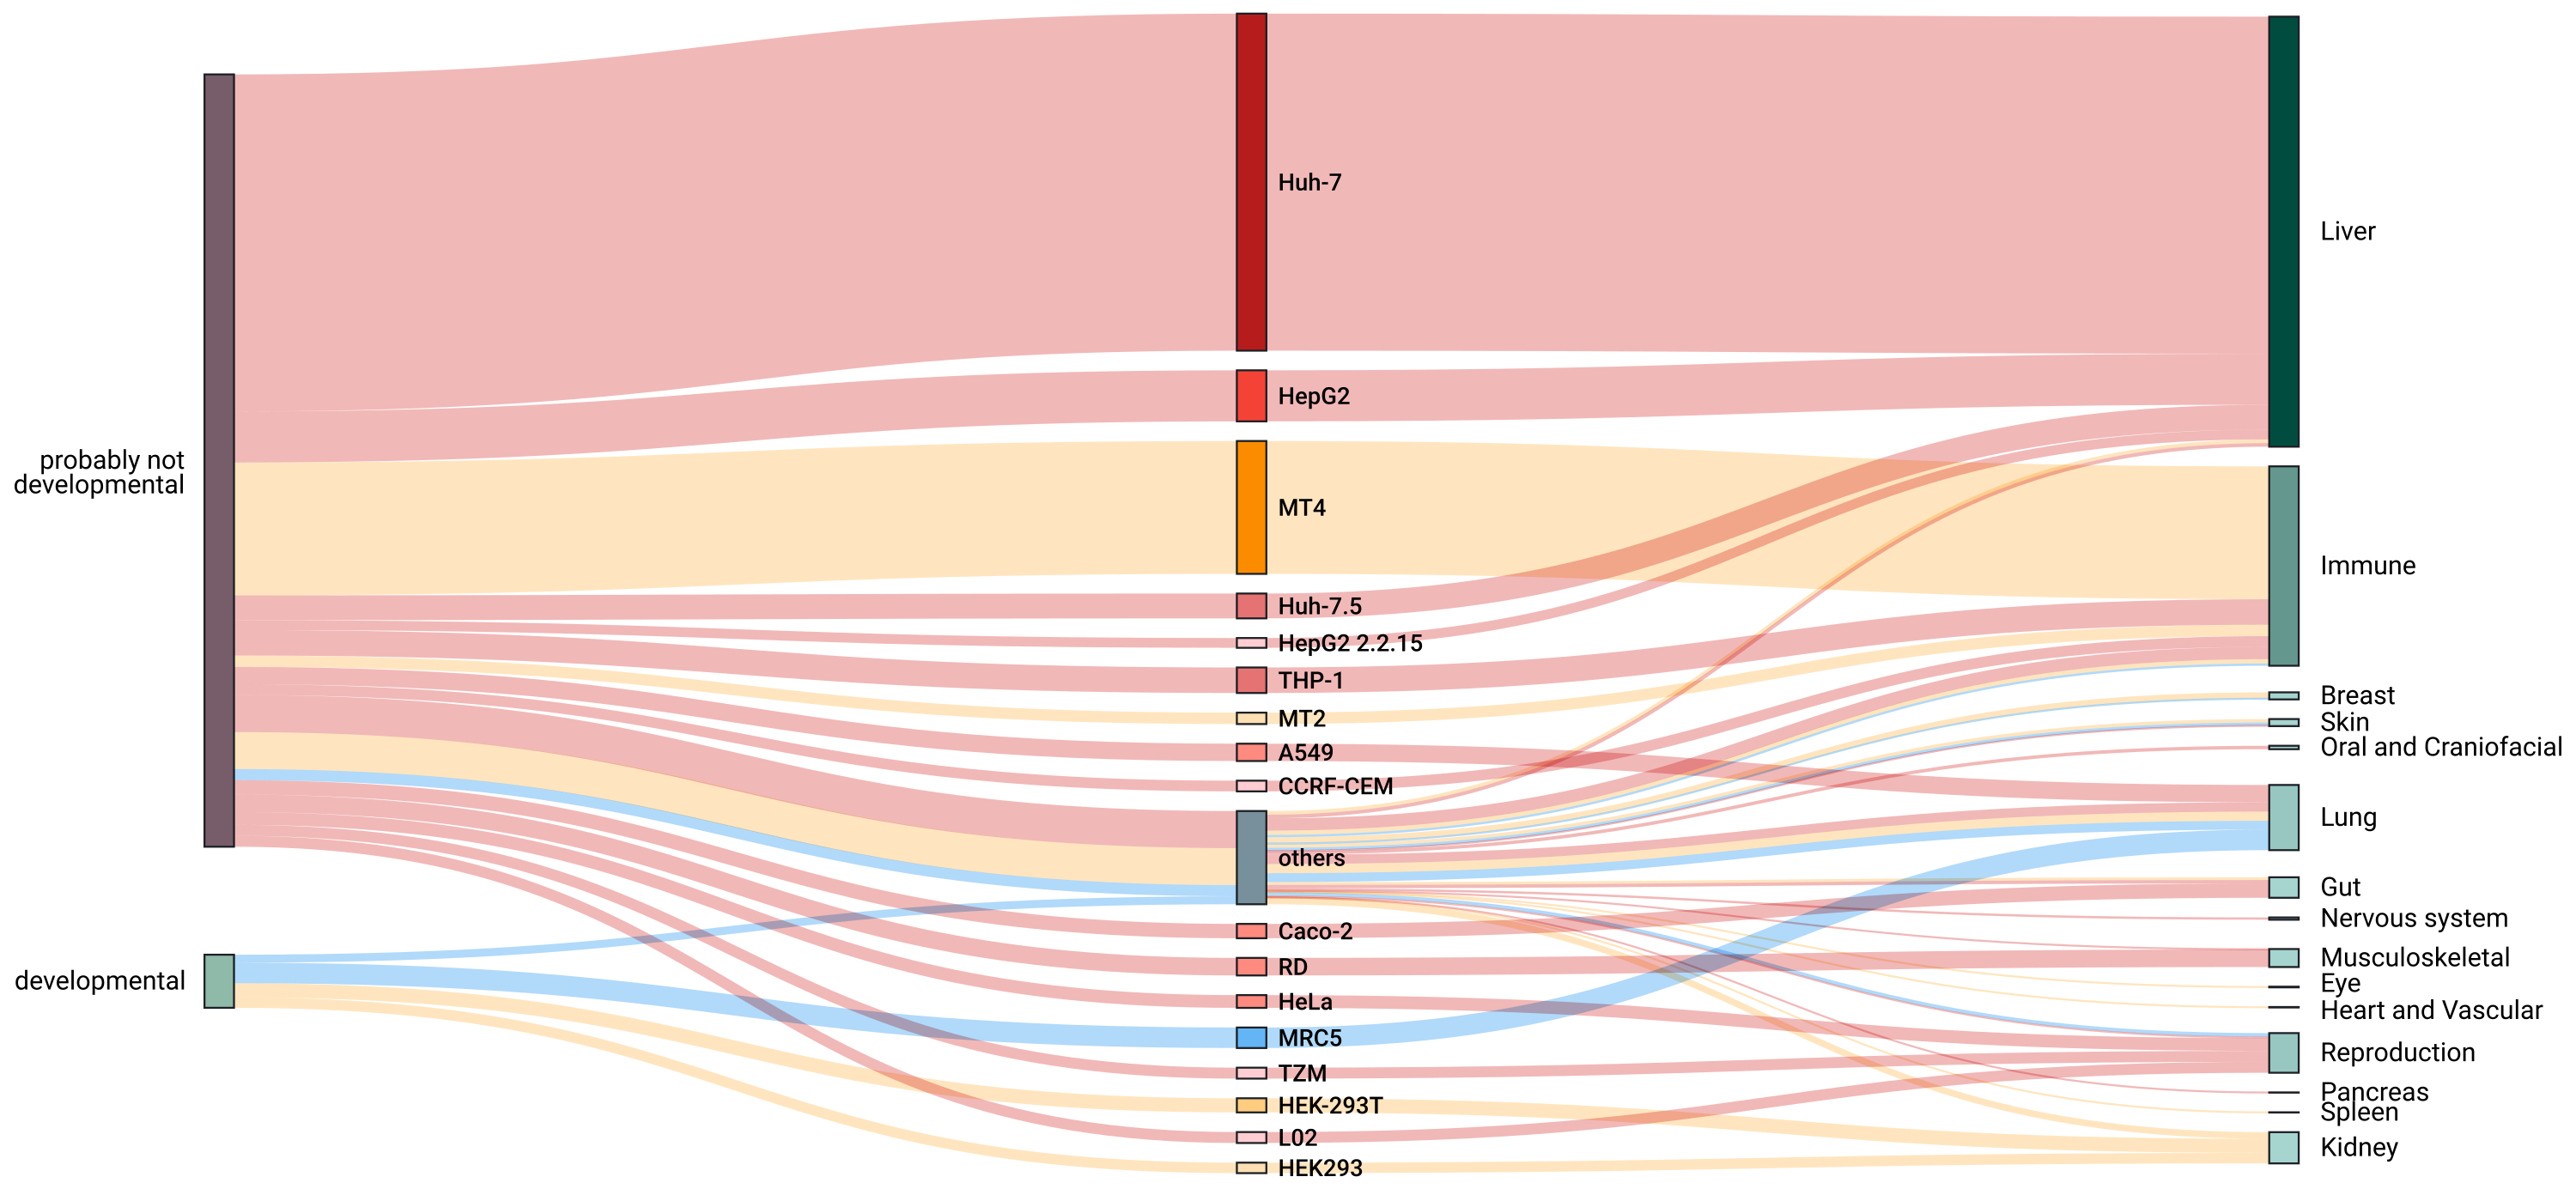 probably not
developmental
developmental
Huh-7
HepG2
MT4
Huh-7.5
HepG2 2.2.15
THP-1
MT2
A549
CCRF-CEM
others
Caco-2
RD
HeLa
MRC5
TZM
HEK-293T
L02
HEK293
Liver
Immune
Breast
Skin
Oral and Craniofacial
Lung
Gut
Nervous system
Musculoskeletal
Eye
Heart and Vascular
Reproduction
Pancreas
Spleen
Kidney